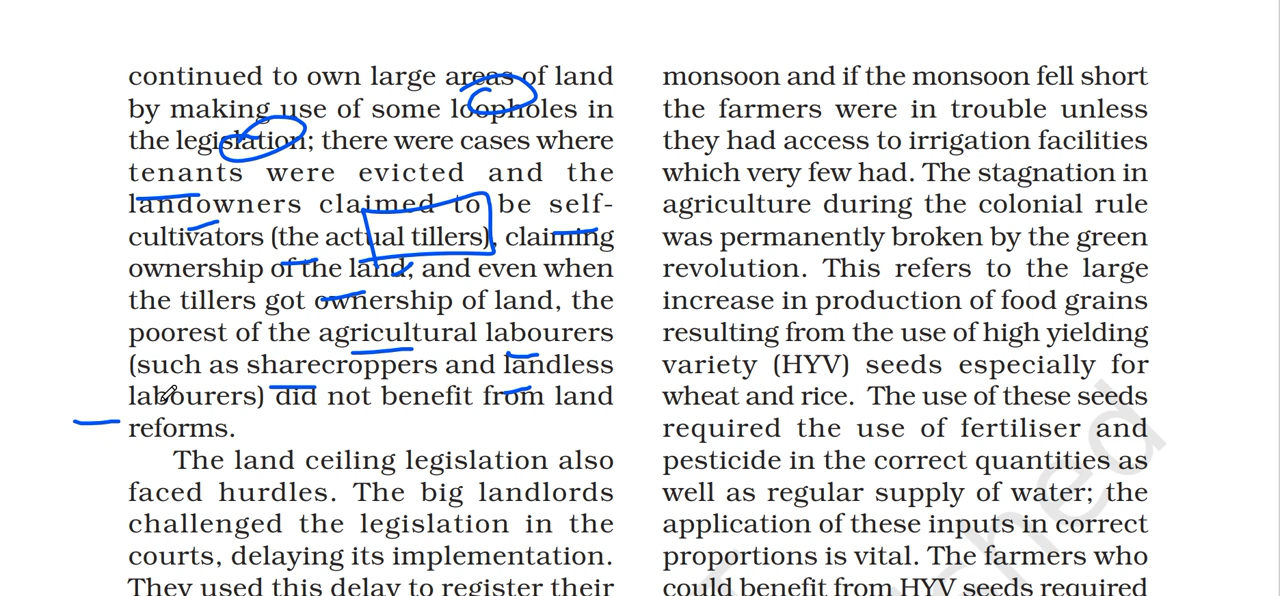 continued to own large areas of land
by making use of some loopholes in
the legislation; there were cases where
tenants were evicted and the
landowners claimed to be self-
cultivators (the actual tillers), claiming
ownership of the land, and even when
the tillers got ownership of land, the
poorest of the agricultural labourers
(such as sharecroppers and landless
labourers) did not benefit from land
reforms.
The land ceiling legislation also
faced hurdles. The big landlords
challenged the legislation in the
courts, delaying its implementation.
They used this delay to register their
monsoon and if the monsoon fell short
the farmers were in trouble unless
they had access to irrigation facilities
which very few had. The stagnation in
agriculture during the colonial rule
was permanently broken by the green
revolution. This refers to the large
increase in production of food grains
resulting from the use of high yielding
variety (HYV) seeds especially for
wheat and rice. The use of these seeds
required the use of fertiliser and
pesticide in the correct quantities as
well as regular supply of water; the
application of these inputs in correct
proportions is vital. The farmers who
could benefit from HYV seeds required